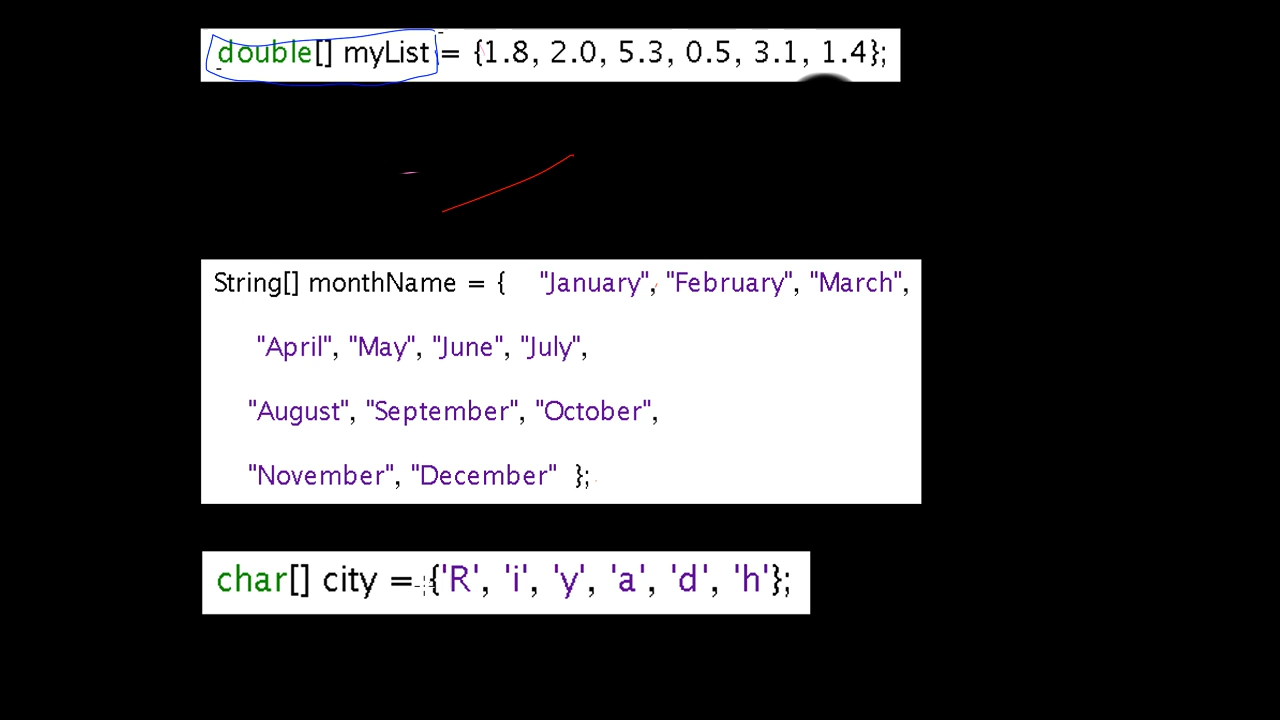 double[] myList = {1.8, 2.0, 5.3, 0.5, 3.1, 1.4};
String[] monthName = { "January", "February", "March",
"April", "May", "June", "July",
"August", "September", "October",
"November", "December" };
char[] city = {'R', 'i', 'y', 'a', 'd', 'h'};